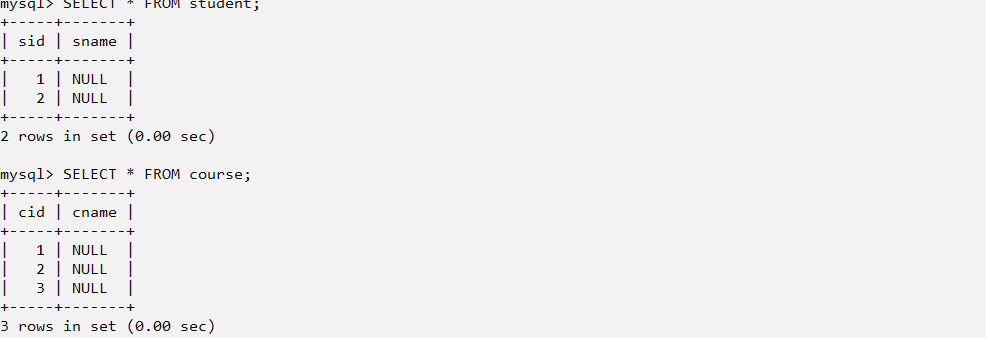 mysql> SELECT * FROM student;
+-----+-------+
| sid | sname |
+-----+-------+
|   1 | NULL  |
|   2 | NULL  |
+-----+-------+
2 rows in set (0.00 sec)

mysql> SELECT * FROM course;
+-----+-------+
| cid | cname |
+-----+-------+
|   1 | NULL  |
|   2 | NULL  |
|   3 | NULL  |
+-----+-------+
3 rows in set (0.00 sec)